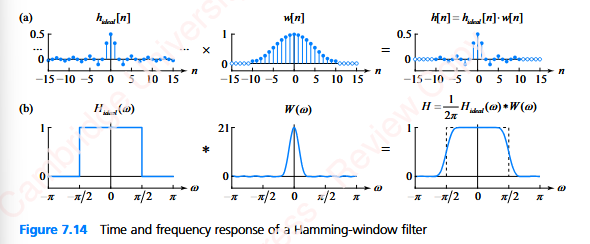 (a) h_ideal[n] w[n] h[n] = h_ideal[n]·w[n]
0.5 1 0.5
... ... × =
0 0 0
−15 −10 −5 0 5 10 15 n −15 −10 −5 0 5 10 15 n −15 −10 −5 0 5 10 15 n
(b) H_ideal(ω) W(ω) H = 1/2π H_ideal(ω) * W(ω)
1 21 1
* =
0 0 0
−π −π/2 0 π/2 π ω −π −π/2 0 π/2 π ω −π −π/2 0 π/2 π ω
Figure 7.14 Time and frequency response of a Hamming-window filter